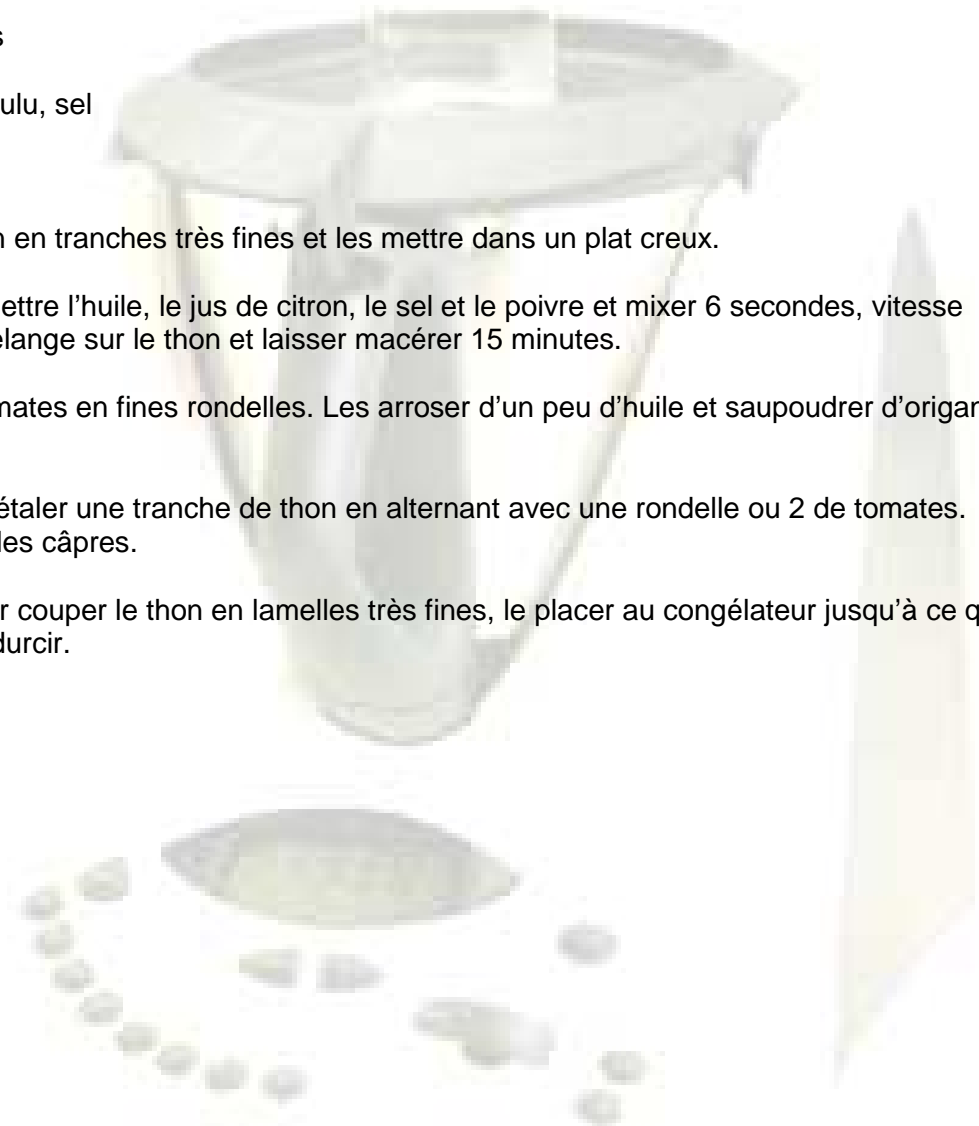 s
ulu, sel
n en tranches très fines et les mettre dans un plat creux.
ettre l’huile, le jus de citron, le sel et le poivre et mixer 6 secondes, vitesse
élange sur le thon et laisser macérer 15 minutes.
mates en fines rondelles. Les arroser d’un peu d’huile et saupoudrer d’origan
étaler une tranche de thon en alternant avec une rondelle ou 2 de tomates.
les câpres.
r couper le thon en lamelles très fines, le placer au congélateur jusqu’à ce q
durcir.